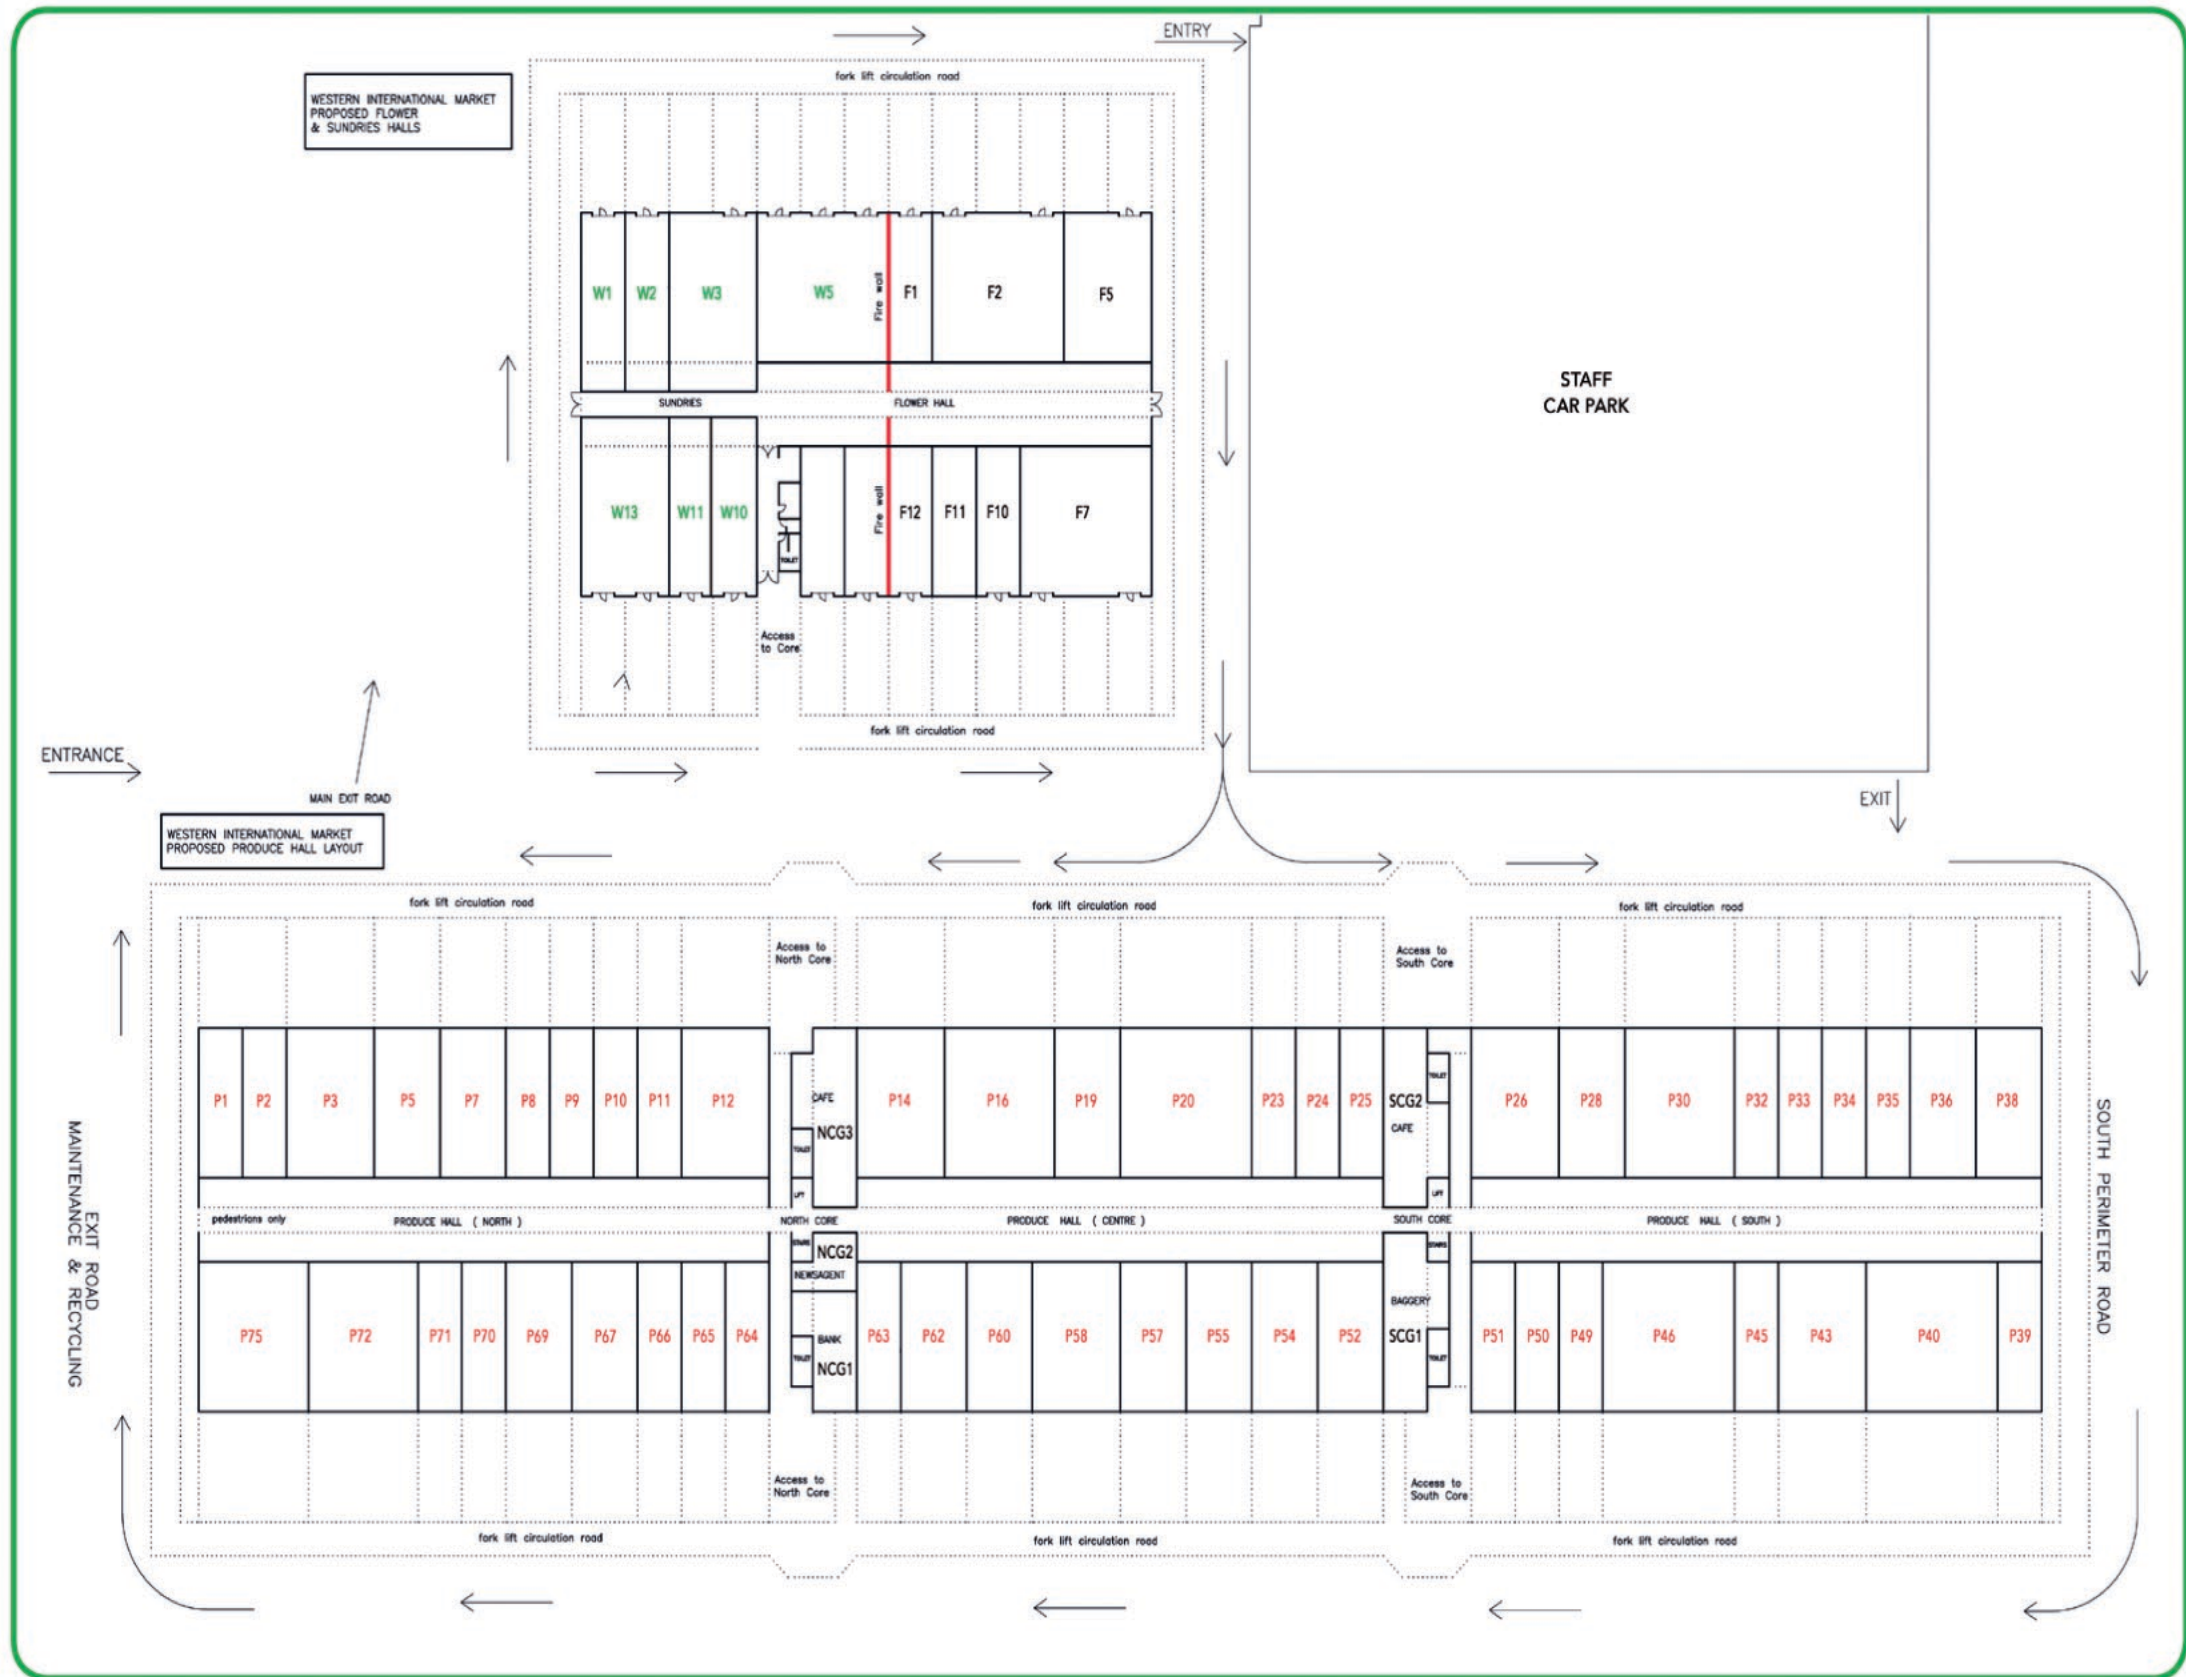 ENTRY
fork lift circulation road
WESTERN INTERNATIONAL MARKET
PROPOSED FLOWER
& SUNDRIES HALLS
W1 W2 W3 W5 Fire wall F1 F2 F5
STAFF
CAR PARK
SUNDRIES FLOWER HALL
W13 W11 W10 Fire wall F12 F11 F10 F7
TOILET
Access
to Core
fork lift circulation road
ENTRANCE
MAIN EXIT ROAD
EXIT
WESTERN INTERNATIONAL MARKET
PROPOSED PRODUCE HALL LAYOUT
fork lift circulation road fork lift circulation road fork lift circulation road
Access to
North Core
Access to
South Core
TOILET
P1 P2 P3 P5 P7 P8 P9 P10 P11 P12 CAFE P14 P16 P19 P20 P23 P24 P25 SCG2 P26 P28 P30 P32 P33 P34 P35 P36 P38
CAFE
NCG3
TOILET
LIFT LIFT
pedestrians only PRODUCE HALL ( NORTH ) NORTH CORE PRODUCE HALL ( CENTRE ) SOUTH CORE PRODUCE HALL ( SOUTH )
STAIRS NCG2 STAIRS
NEWSAGENT
BAGGERY
P75 P72 P71 P70 P69 P67 P66 P65 P64 BANK P63 P62 P60 P58 P57 P55 P54 P52 SCG1 P51 P50 P49 P46 P45 P43 P40 P39
TOILET NCG1 TOILET
EXIT ROAD
MAINTENANCE & RECYCLING
SOUTH PERIMETER ROAD
Access to
North Core
Access to
South Core
fork lift circulation road fork lift circulation road fork lift circulation road